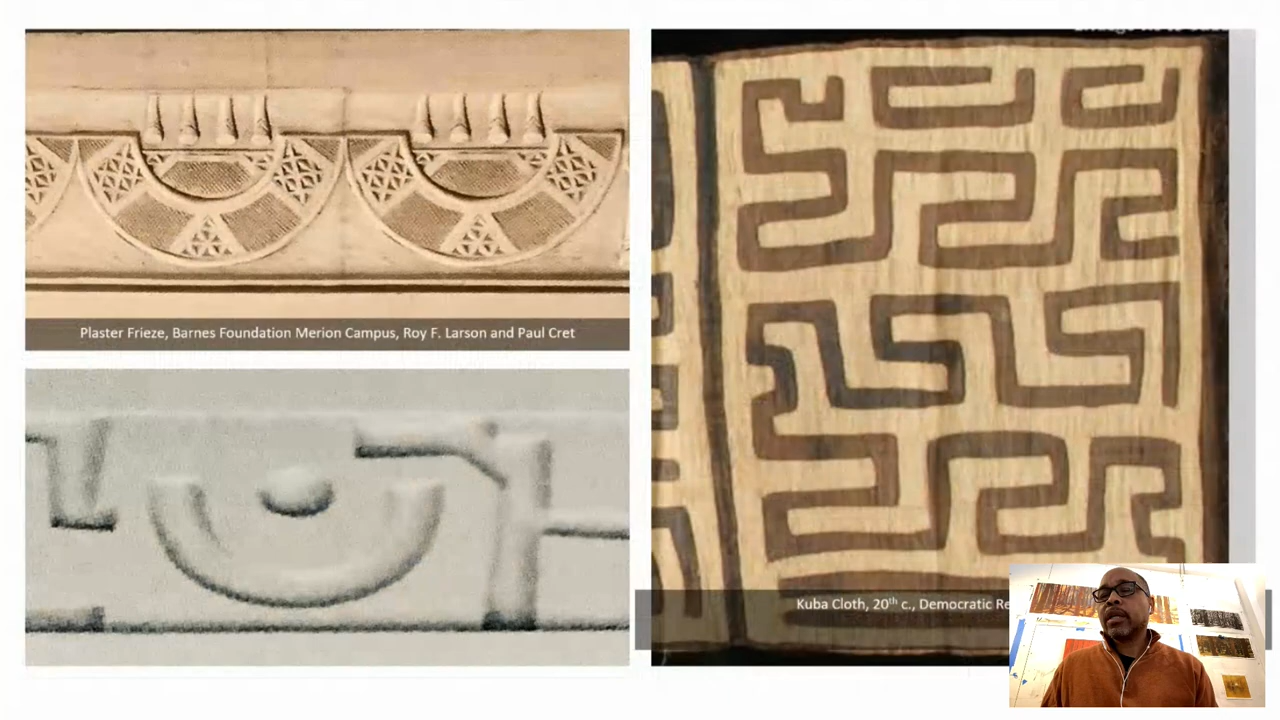 Plaster Frieze, Barnes Foundation Merion Campus, Roy F. Larson and Paul Cret
Kuba Cloth, 20th c., Democratic Re